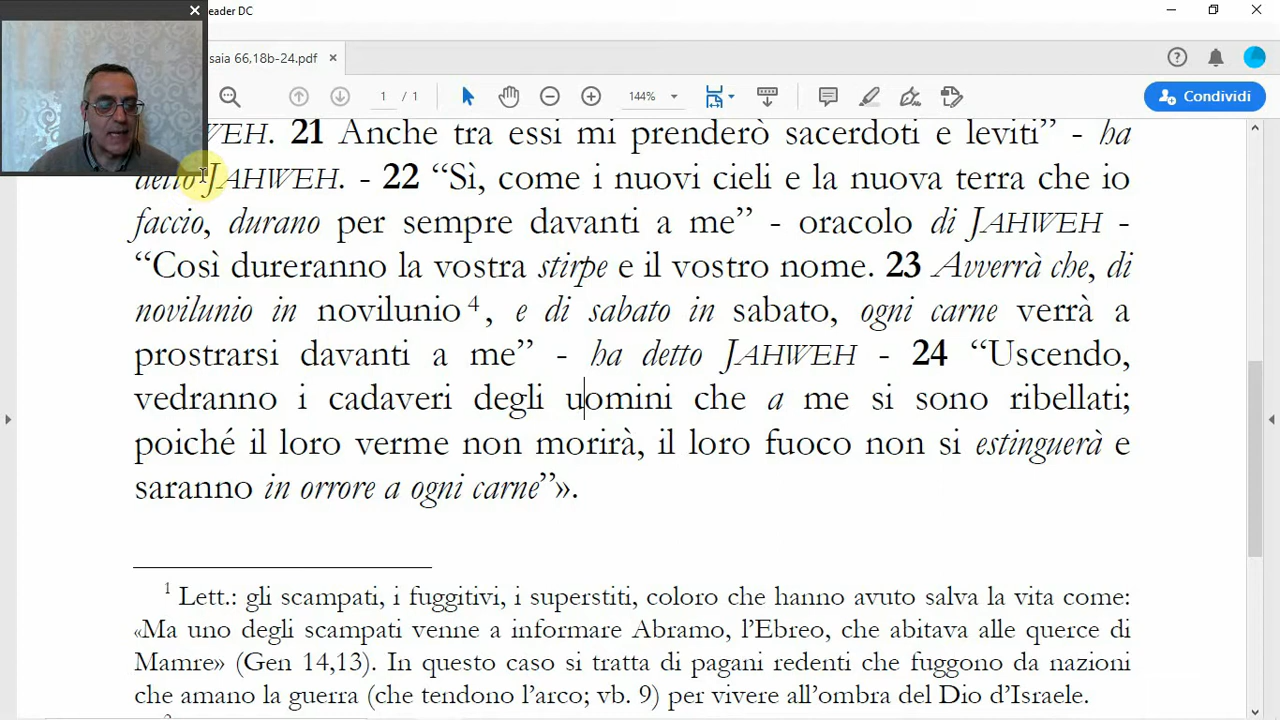 eader DC
saia 66,18b-24.pdf
1 / 1
144%
Condividi
WEH. 21 Anche tra essi mi prenderò sacerdoti e leviti” - ha
detto JAHWEH. - 22 “Sì, come i nuovi cieli e la nuova terra che io
faccio, durano per sempre davanti a me” - oracolo di JAHWEH -
“Così dureranno la vostra stirpe e il vostro nome. 23 Avverrà che, di
novilunio in novilunio 4, e di sabato in sabato, ogni carne verrà a
prostrarsi davanti a me” - ha detto JAHWEH - 24 “Uscendo,
vedranno i cadaveri degli uomini che a me si sono ribellati;
poiché il loro verme non morirà, il loro fuoco non si estinguerà e
saranno in orrore a ogni carne”».
1 Lett.: gli scampati, i fuggitivi, i superstiti, coloro che hanno avuto salva la vita come:
«Ma uno degli scampati venne a informare Abramo, l’Ebreo, che abitava alle querce di
Mamre» (Gen 14,13). In questo caso si tratta di pagani redenti che fuggono da nazioni
che amano la guerra (che tendono l’arco; vb. 9) per vivere all’ombra del Dio d’Israele.